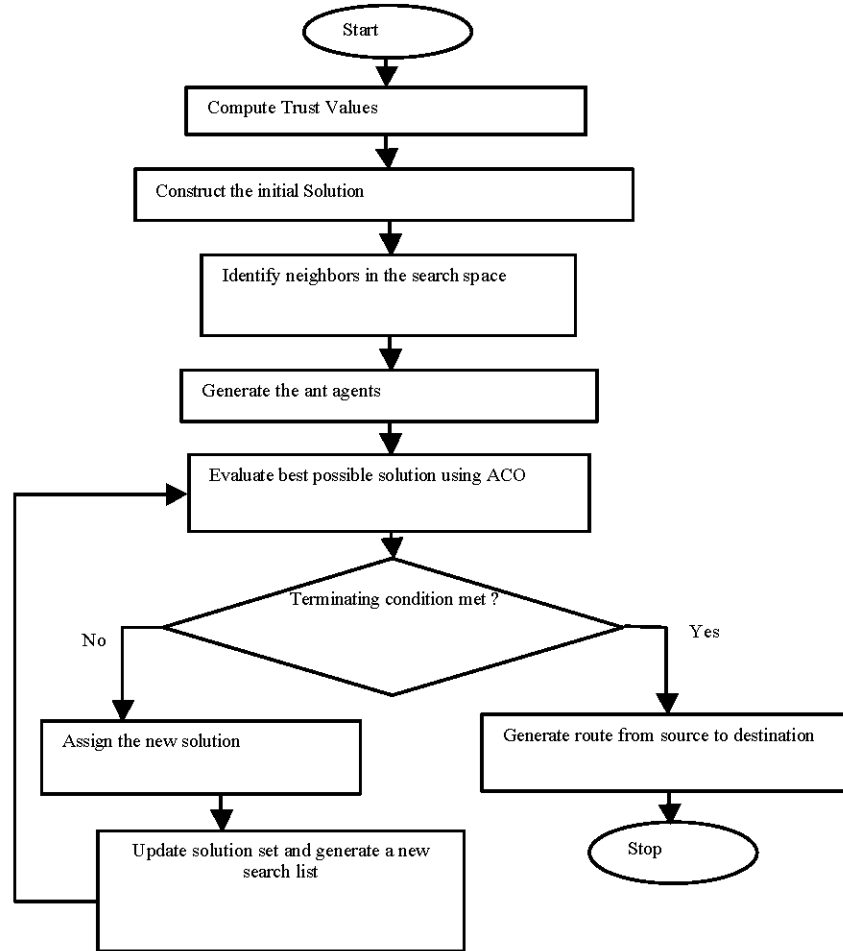 Start
Compute Trust Values
Construct the initial Solution
Identify neighbors in the search space
Generate the ant agents
Evaluate best possible solution using ACO
Terminating condition met ?
No
Yes
Assign the new solution
Generate route from source to destination
Update solution set and generate a new
search list
Stop